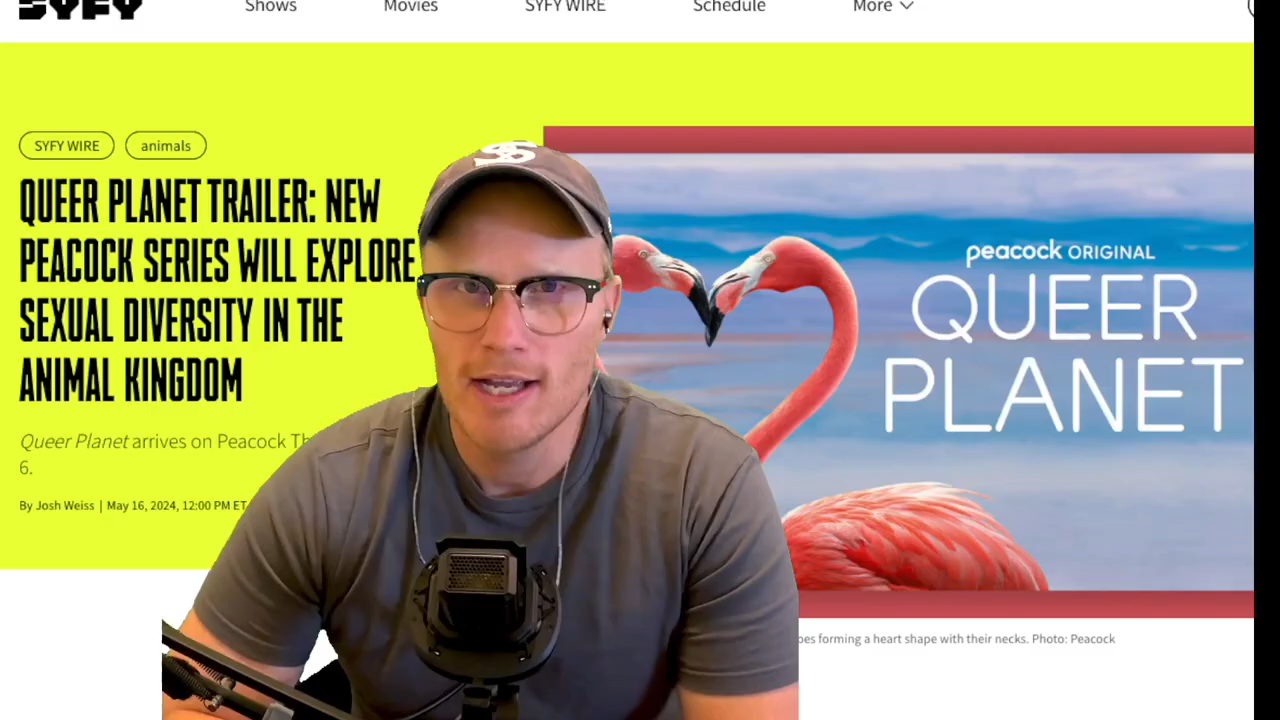 SYFY
Shows
Movies
SYFY WIRE
Schedule
More
SYFY WIRE
animals
QUEER PLANET TRAILER: NEW
PEACOCK SERIES WILL EXPLORE
SEXUAL DIVERSITY IN THE
ANIMAL KINGDOM
Queer Planet arrives on Peacock
6.
By Josh Weiss | May 16, 2024, 12:00 PM ET
$
peacock ORIGINAL
QUEER
PLANET
forming a heart shape with their necks. Photo: Peacock